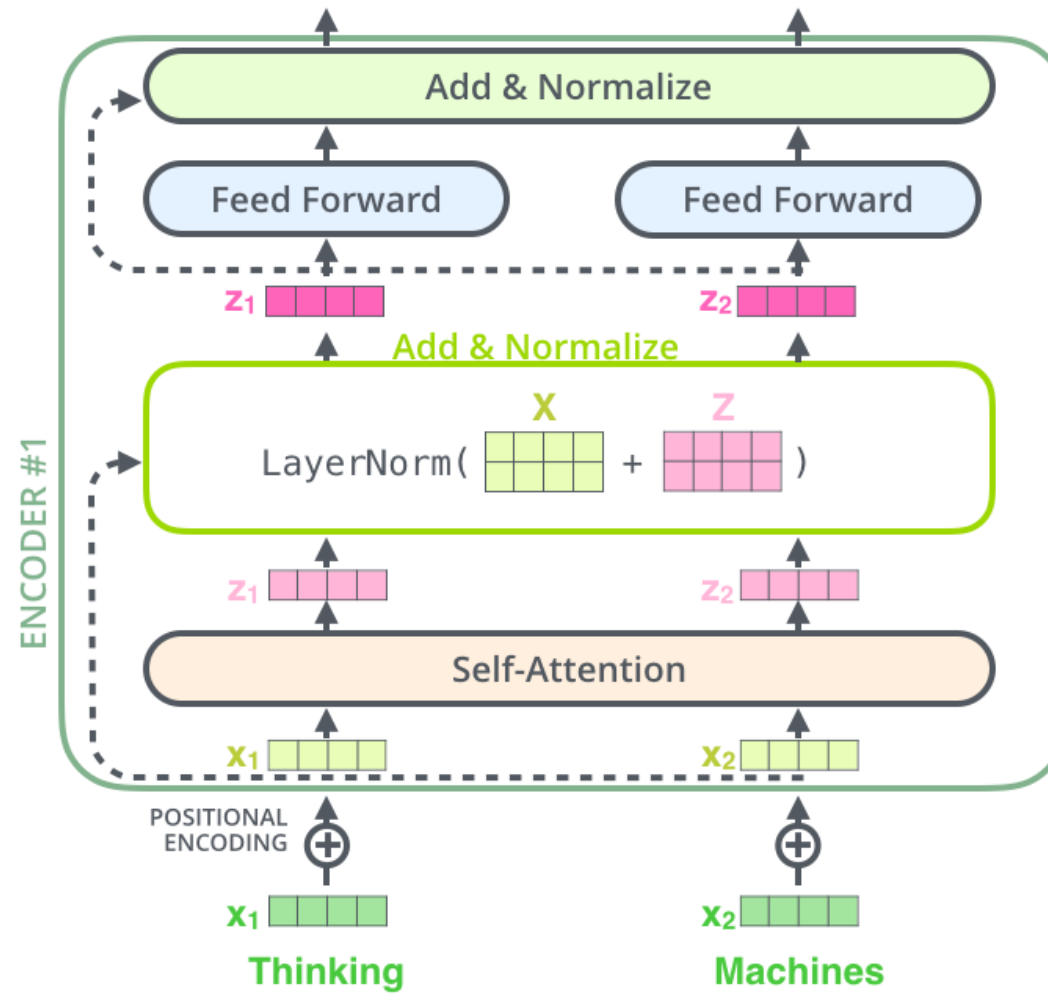 Add & Normalize
Feed Forward
Feed Forward
z1
z2
Add & Normalize
X
Z
LayerNorm( + )
ENCODER #1
z1
z2
Self-Attention
x1
x2
POSITIONAL
ENCODING
x1
x2
Thinking
Machines